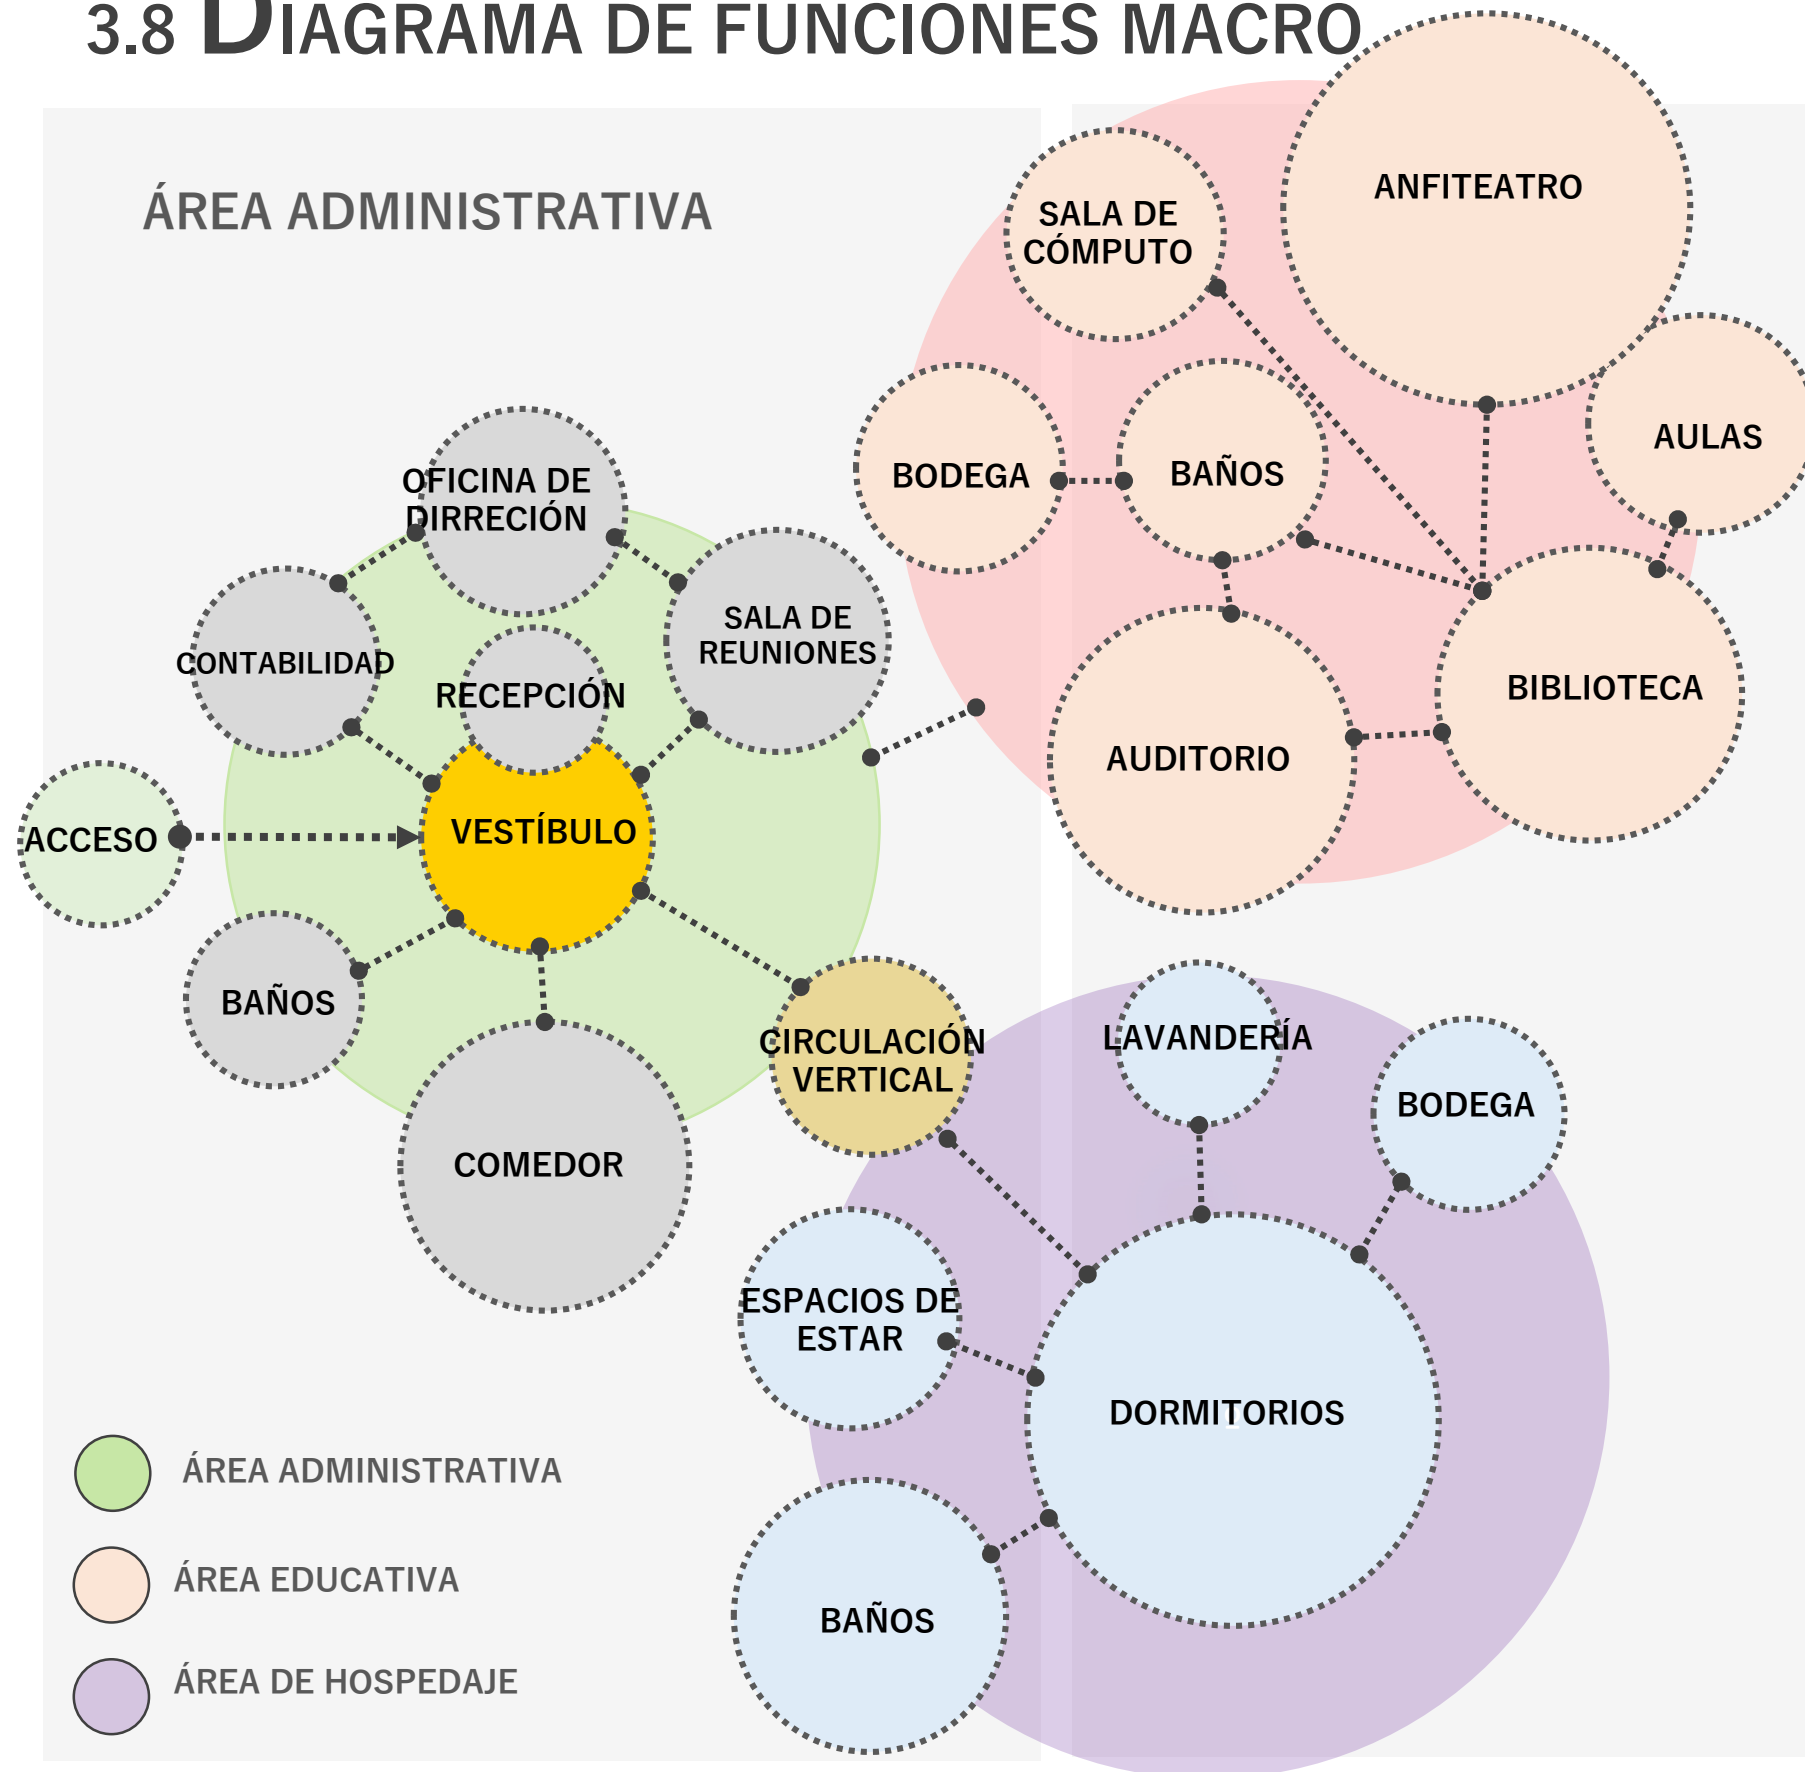 3.8 DIAGRAMA DE FUNCIONES MACRO
ÁREA ADMINISTRATIVA
ANFITEATRO
SALA DE
CÓMPUTO
AULAS
BODEGA
BAÑOS
OFICINA DE
DIRRECIÓN
SALA DE
REUNIONES
CONTABILIDAD
RECEPCIÓN
BIBLIOTECA
AUDITORIO
VESTÍBULO
ACCESO
BAÑOS
CIRCULACIÓN
VERTICAL
LAVANDERÍA
BODEGA
COMEDOR
ESPACIOS DE
ESTAR
DORMITORIOS
BAÑOS
ÁREA ADMINISTRATIVA
ÁREA EDUCATIVA
ÁREA DE HOSPEDAJE